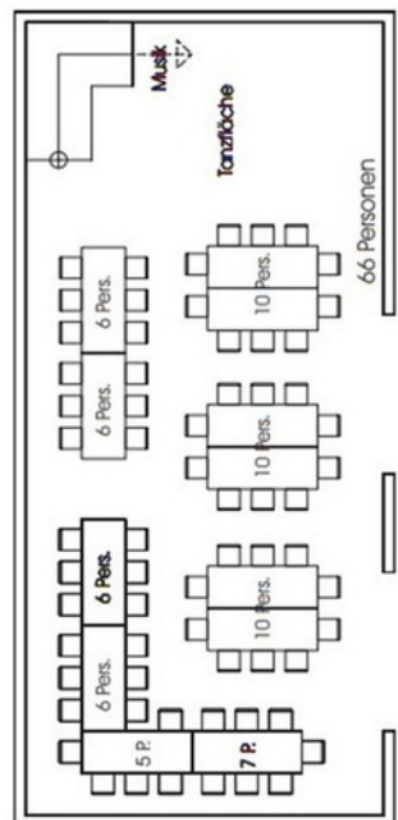 Musik
Tanzfläche
66 Personen
6 Pers.
10 Pers.
6 Pers.
10 Pers.
6 Pers.
10 Pers.
6 Pers.
5 P.
7 P.